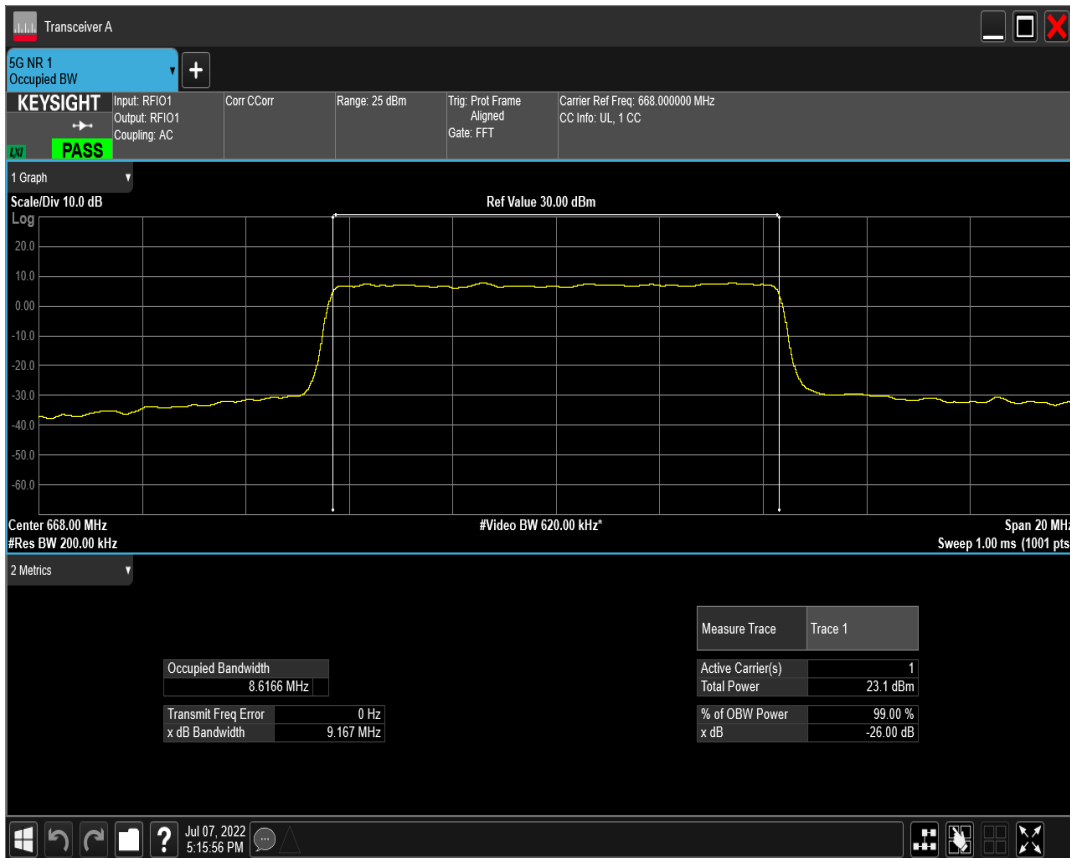 Transceiver A
5G NR 1
Occupied BW
+
KEYSIGHT
LXI
PASS
Input: RFIO1
Output: RFIO1
Coupling: AC
Corr CCorr
Range: 25 dBm
Trig: Prot Frame
Aligned
Gate: FFT
Carrier Ref Freq: 668.000000 MHz
CC Info: UL, 1 CC
1 Graph
Scale/Div 10.0 dB
Ref Value 30.00 dBm
Log
20.0
10.0
0.00
-10.0
-20.0
-30.0
-40.0
-50.0
-60.0
Center 668.00 MHz
#Video BW 620.00 kHz*
Span 20 MHz
#Res BW 200.00 kHz
Sweep 1.00 ms (1001 pts
2 Metrics
Measure Trace Trace 1
Occupied Bandwidth
8.6166 MHz
Active Carrier(s) 1
Total Power 23.1 dBm
Transmit Freq Error 0 Hz
x dB Bandwidth 9.167 MHz
% of OBW Power 99.00 %
x dB -26.00 dB
?
Jul 07, 2022
5:15:56 PM